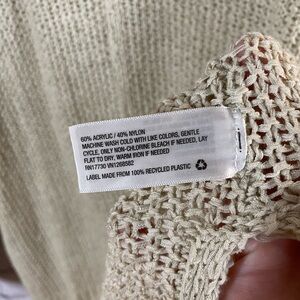 60% ACRYLIC / 40% NYLON
MACHINE WASH COLD WITH LIKE COLORS, GENTLE
CYCLE, ONLY NON-CHLORINE BLEACH IF NEEDED, LAY
FLAT TO DRY, WARM IRON IF NEEDED
RN17730 VN1268582
LABEL MADE FROM 100% RECYCLED PLASTIC